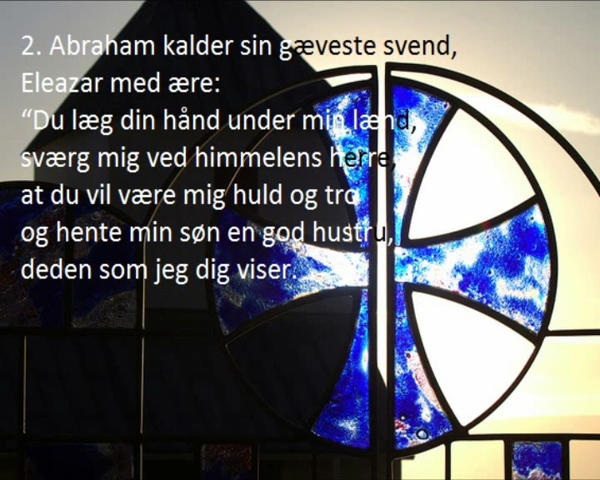 2. Abraham kalder sin gæveste svend,
Eleazar med ære:
“Du læg din hånd under min lænd,
sværg mig ved himmelens herre,
at du vil være mig huld og tro
og hente min søn en god hustru,
deden som jeg dig viser.